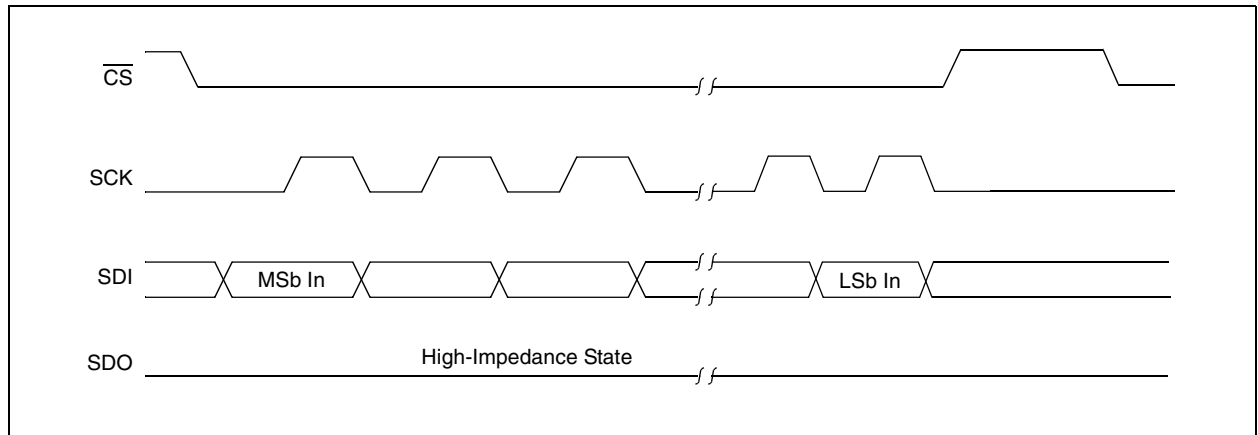 CS
SCK
SDI
MSb In
LSb In
SDO
High-Impedance State